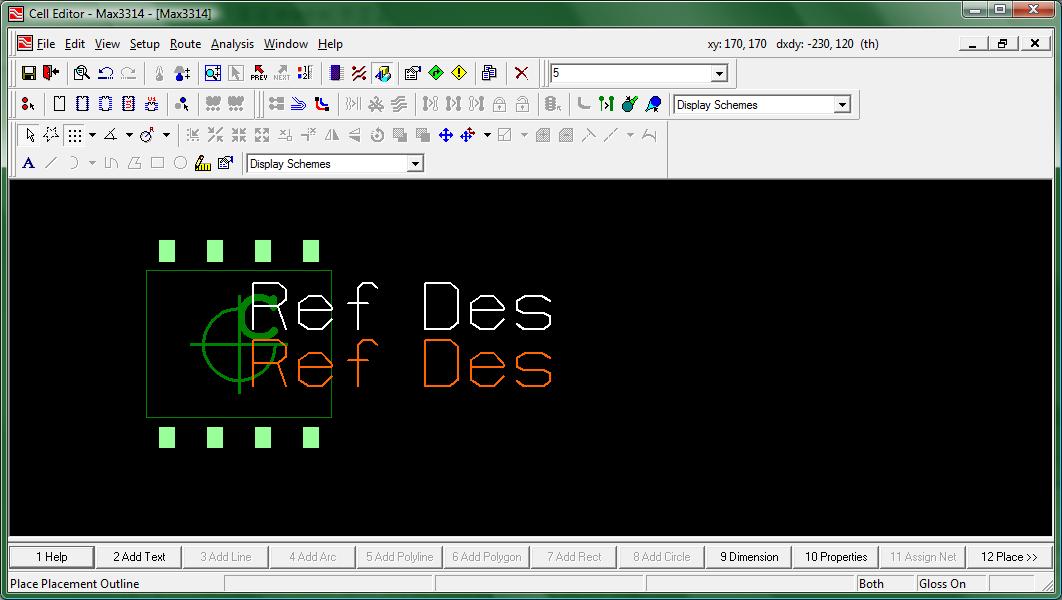 Cell Editor - Max3314 - [Max3314]
File Edit View Setup Route Analysis Window Help xy: 170, 170 dxdy: -230, 120 (th)
PREV NEXT 5
Display Schemes
A Display Schemes
C
Ref Des
Ref Des
1 Help 2 Add Text 3 Add Line 4 Add Arc 5 Add Polyline 6 Add Polygon 7 Add Rect 8 Add Circle 9 Dimension 10 Properties 11 Assign Net 12 Place >>
Place Placement Outline Both Gloss On